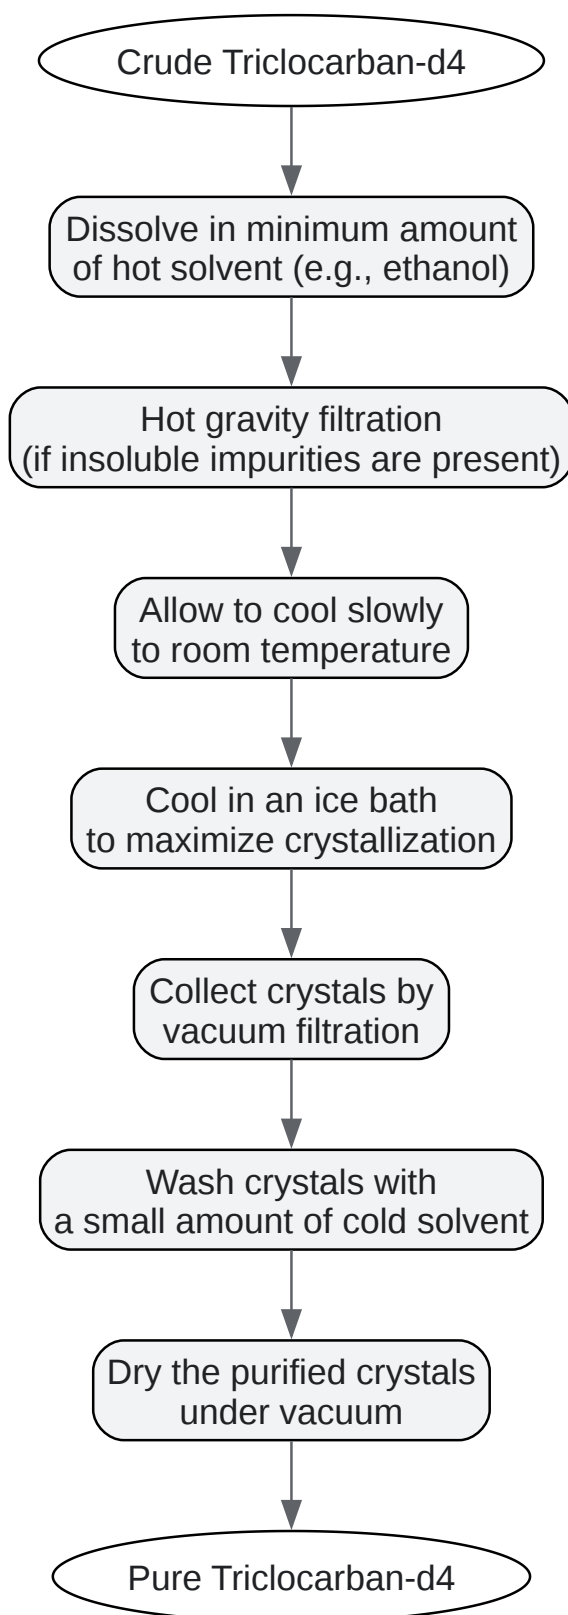 Crude Triclocarban-d4
Dissolve in minimum amount
of hot solvent (e.g., ethanol)
Hot gravity filtration
(if insoluble impurities are present)
Allow to cool slowly
to room temperature
Cool in an ice bath
to maximize crystallization
Collect crystals by
vacuum filtration
Wash crystals with
a small amount of cold solvent
Dry the purified crystals
under vacuum
Pure Triclocarban-d4